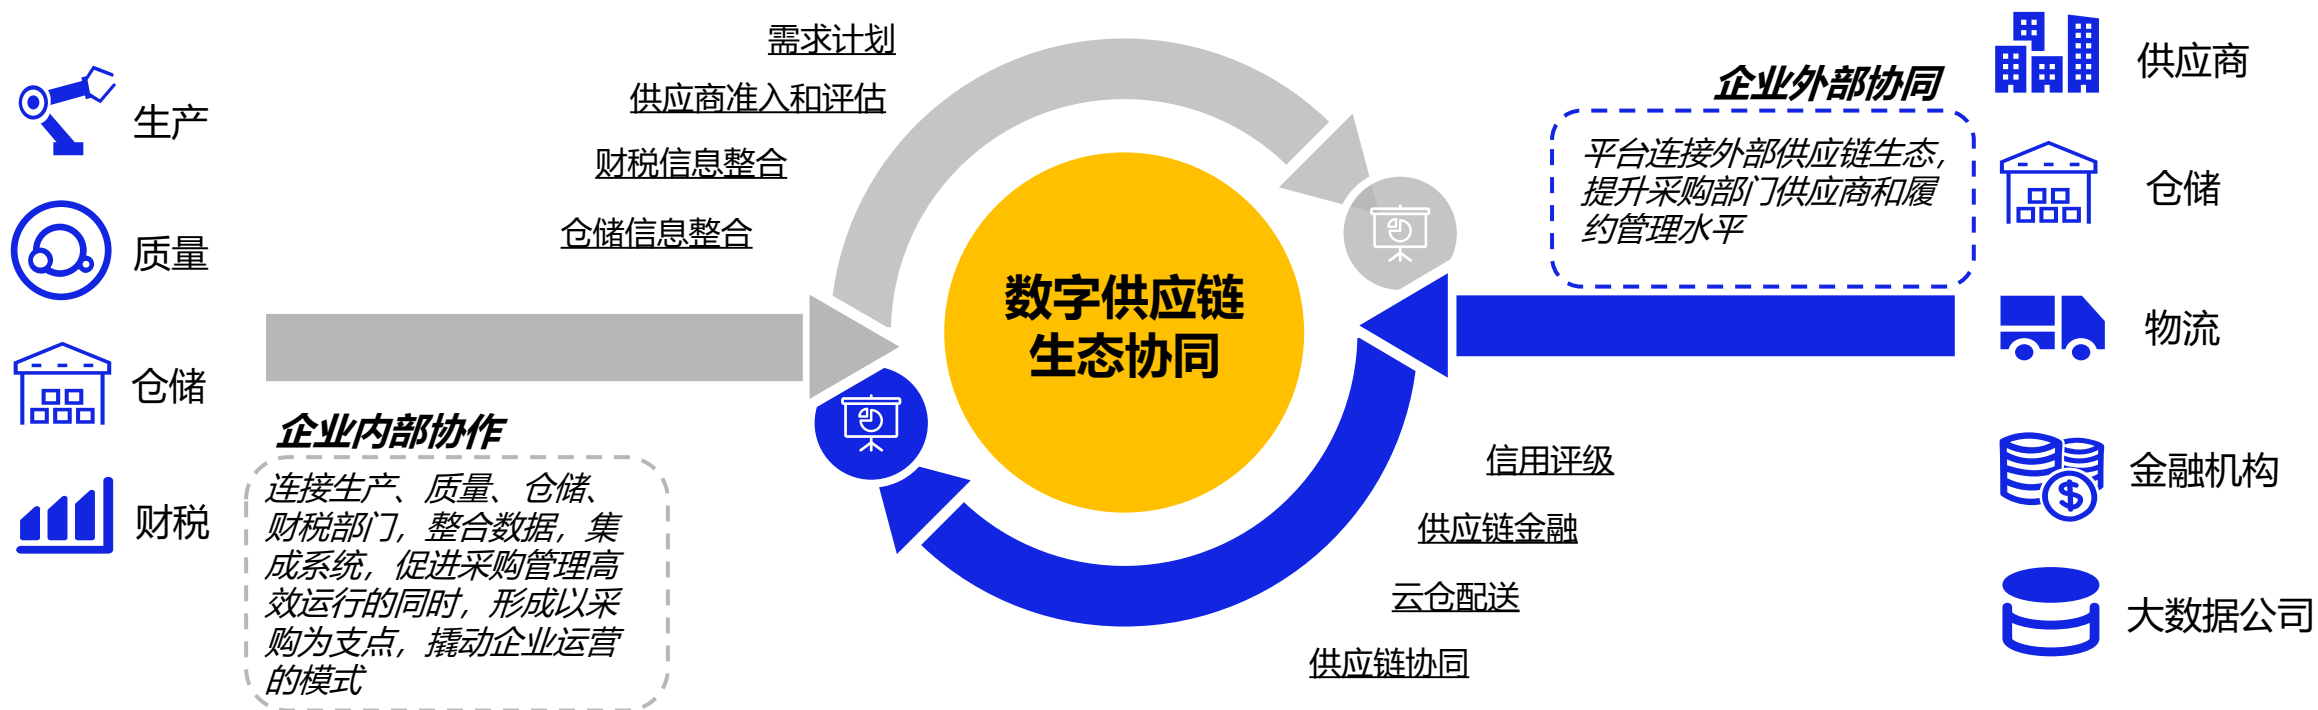 生产
质量
仓储
财税
需求计划
供应商准入和评估
财税信息整合
仓储信息整合
企业内部协作
连接生产、质量、仓储、
财税部门，整合数据，集
成系统，促进采购管理高
效运行的同时，形成以采
购为支点，撬动企业运营
的模式
数字供应链
生态协同
企业外部协同
平台连接外部供应链生态，
提升采购部门供应商和履
约管理水平
信用评级
供应链金融
云仓配送
供应链协同
供应商
仓储
物流
金融机构
大数据公司